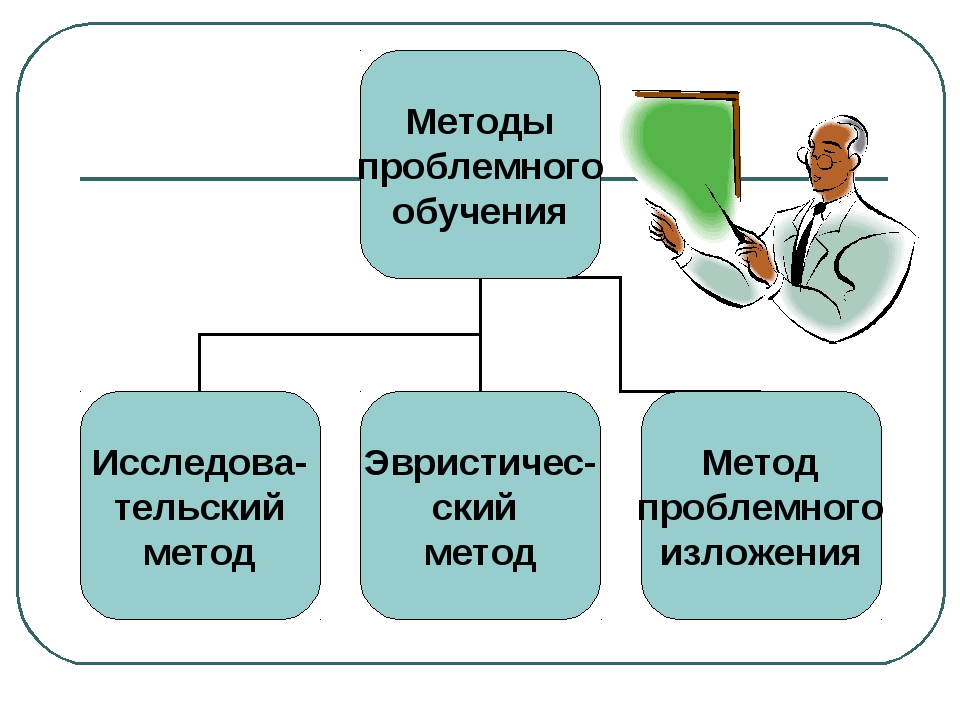 Методы
проблемного
обучения
Исследова-
тельский
метод
Эвристичес-
ский
метод
Метод
проблемного
изложения